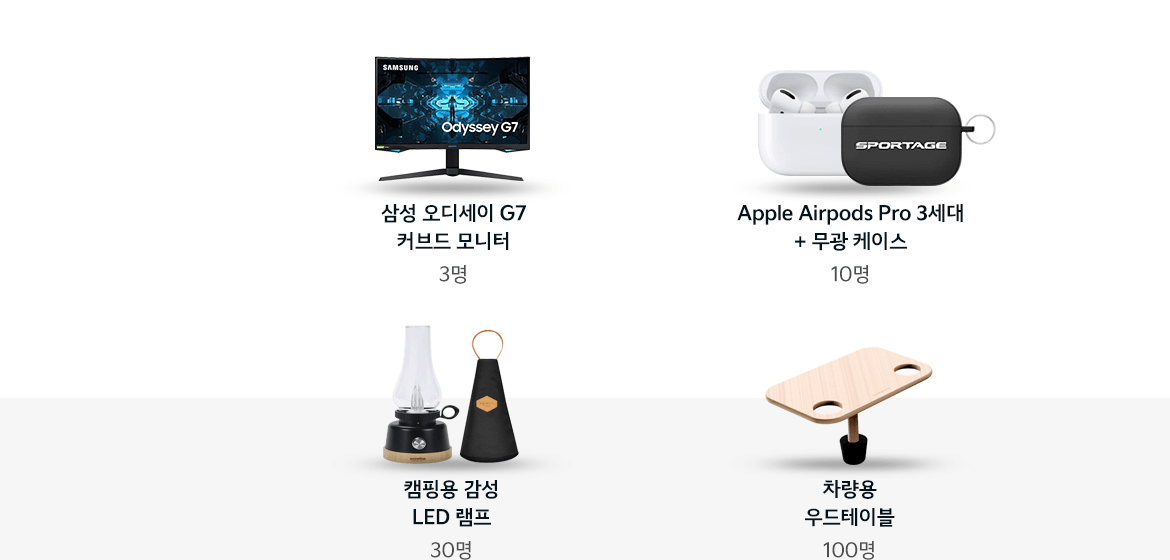 SAMSUNG
Odyssey G7
SPORTAGE
삼성 오디세이 G7
커브드 모니터
3명
Apple Airpods Pro 3세대
+ 무광 케이스
10명
캠핑용 감성
LED 램프
30명
차량용
우드테이블
100명